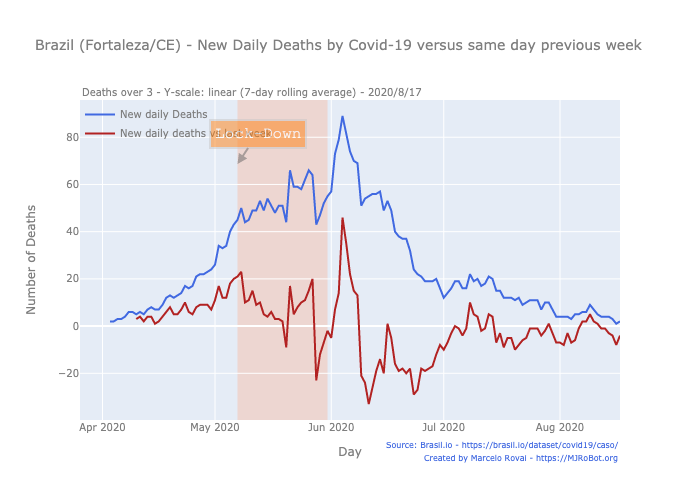 Brazil (Fortaleza/CE) - New Daily Deaths by Covid-19 versus same day previous week
Deaths over 3 - Y-scale: linear (7-day rolling average) - 2020/8/17
New daily Deaths
New daily deaths vs last week
Lock Down
80
60
40
20
0
−20
Number of Deaths
Apr 2020
May 2020
Jun 2020
Jul 2020
Aug 2020
Day
Source: Brasil.io - https://brasil.io/dataset/covid19/caso/
Created by Marcelo Rovai - https://MJRoBot.org